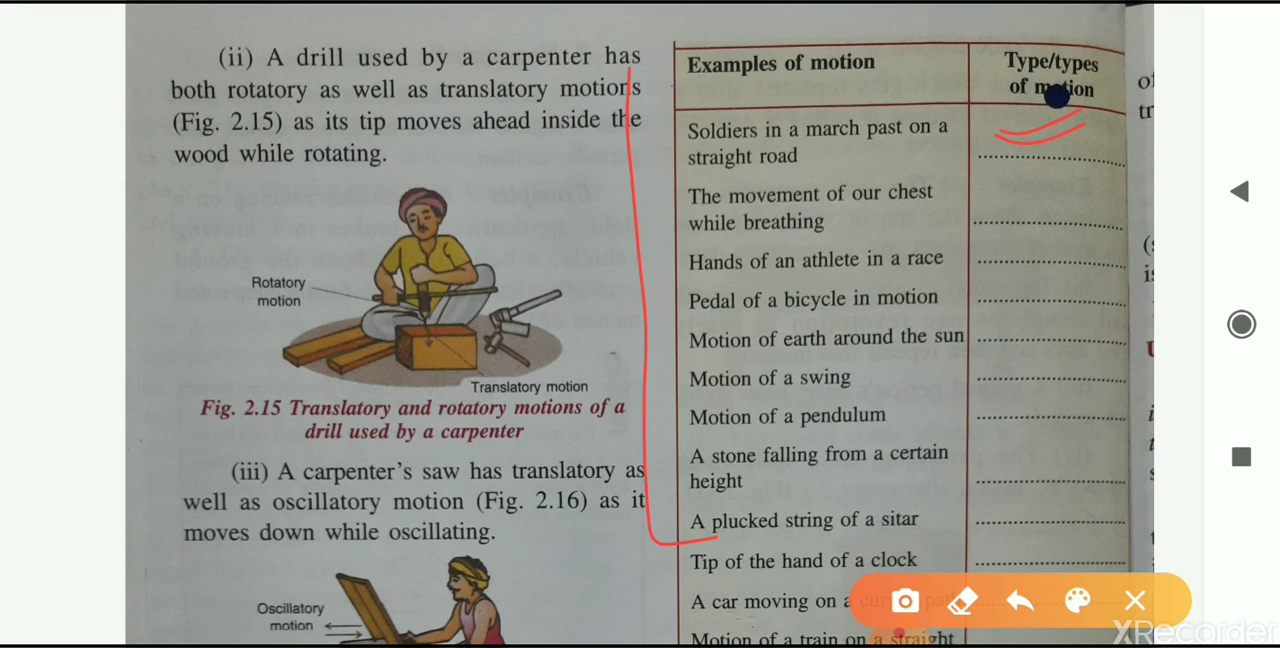 (ii) A drill used by a carpenter has
both rotatory as well as translatory motions
(Fig. 2.15) as its tip moves ahead inside the
wood while rotating.
Rotatory
motion
Translatory motion
Fig. 2.15 Translatory and rotatory motions of a
drill used by a carpenter
(iii) A carpenter's saw has translatory as
well as oscillatory motion (Fig. 2.16) as it
moves down while oscillating.
Oscillatory
motion
Examples of motion
Type/types
of motion
Soldiers in a march past on a
straight road
The movement of our chest
while breathing
Hands of an athlete in a race
Pedal of a bicycle in motion
Motion of earth around the sun
Motion of a swing
Motion of a pendulum
A stone falling from a certain
height
A plucked string of a sitar
Tip of the hand of a clock
A car moving on a
Motion of a train on a straight
XRecorder